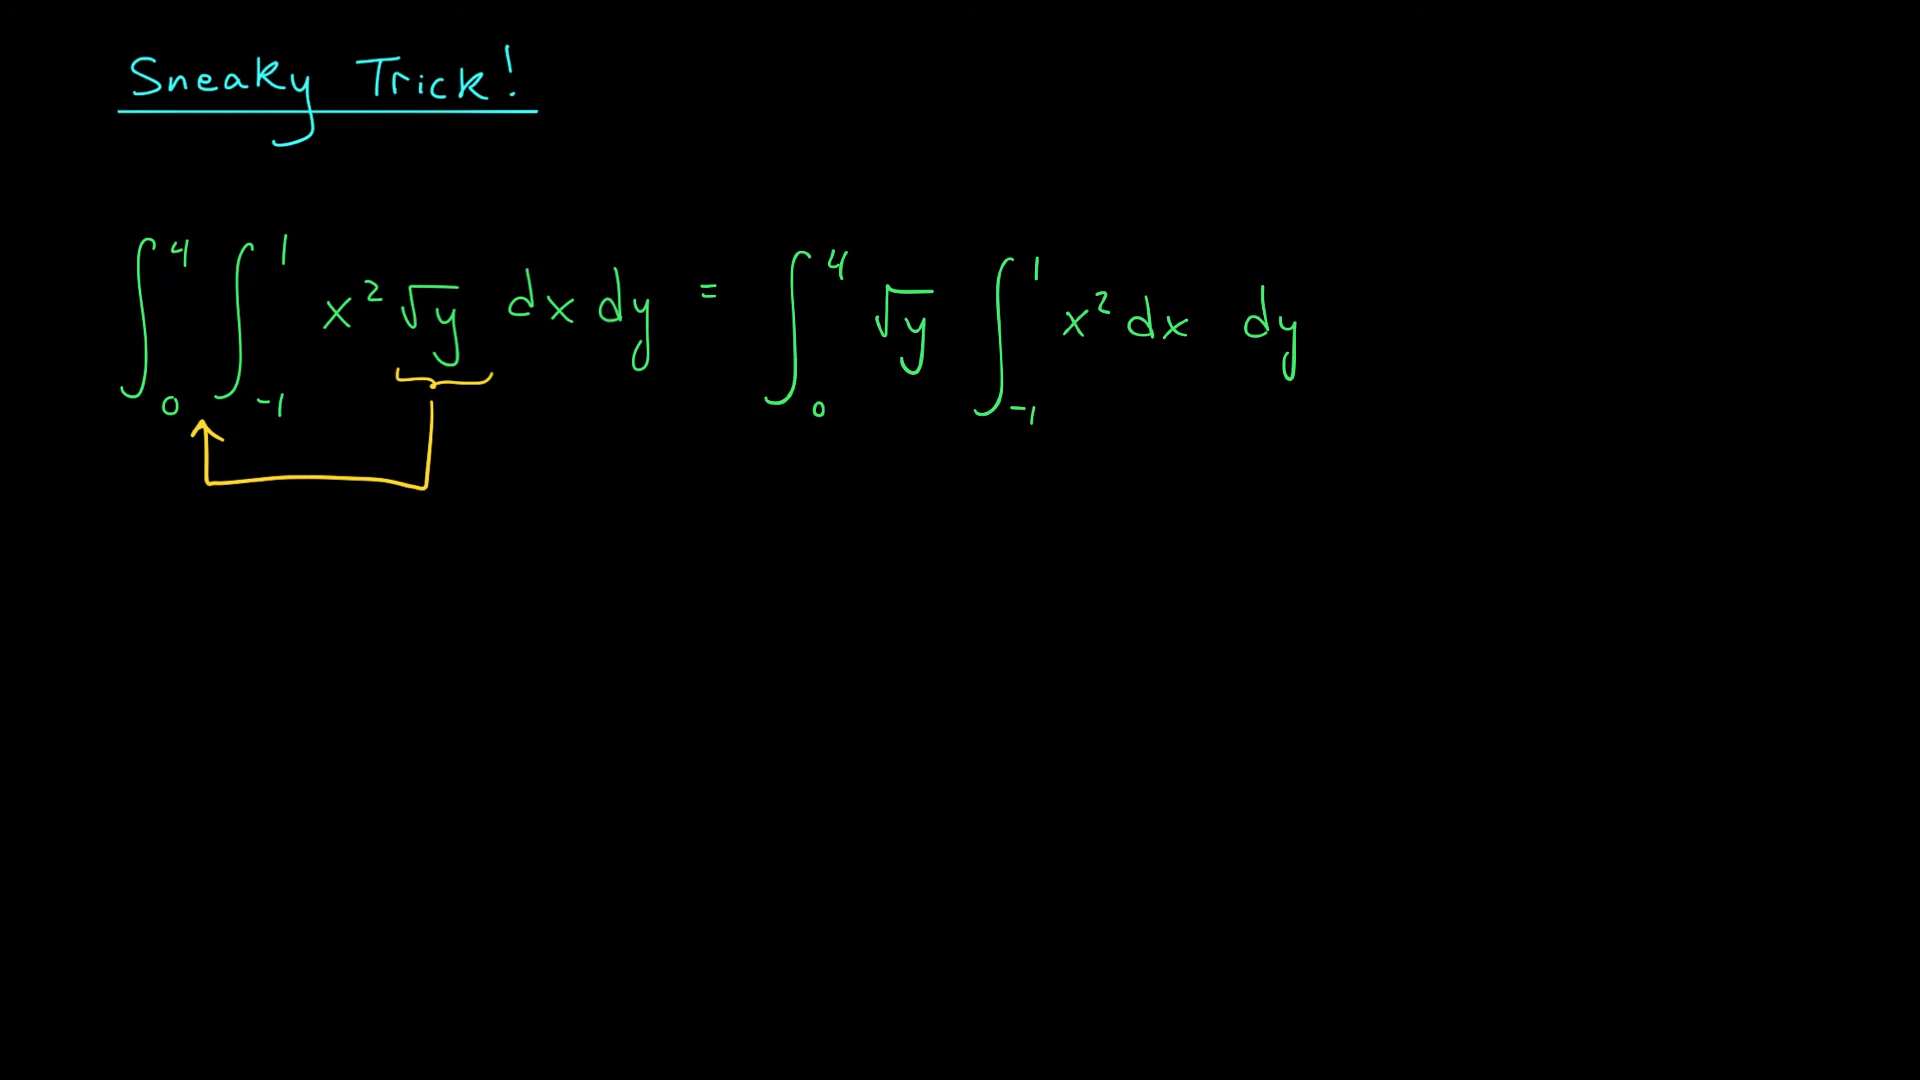 Sneaky Trick!
∫₀⁴ ∫₋₁¹ x² √y dx dy = ∫₀⁴ √y ∫₋₁¹ x² dx dy